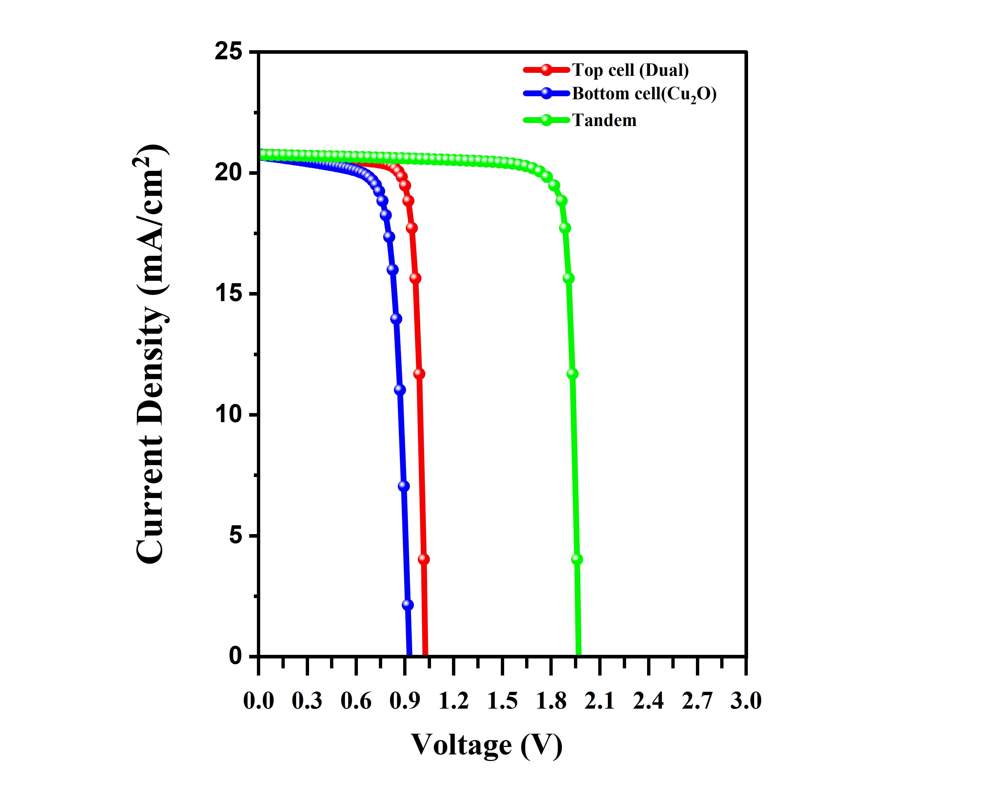 25
20
15
10
5
0
Current Density (mA/cm²)
Top cell (Dual)
Bottom cell(Cu₂O)
Tandem
0.0 0.3 0.6 0.9 1.2 1.5 1.8 2.1 2.4 2.7 3.0
Voltage (V)